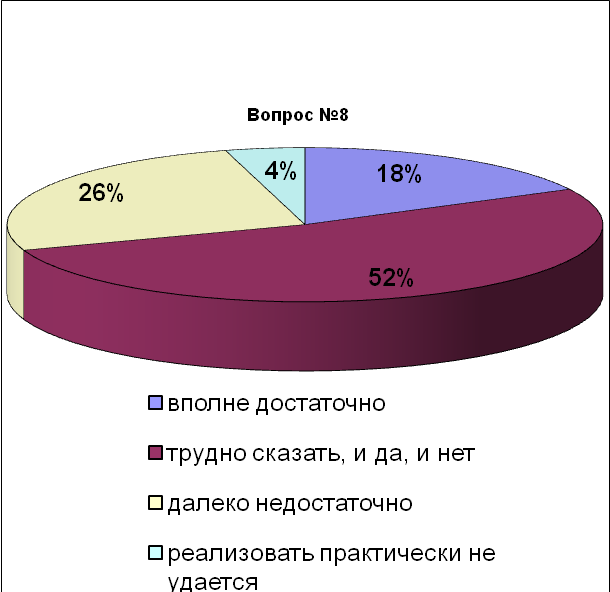 Вопрос №8
4%
18%
26%
52%
вполне достаточно
трудно сказать, и да, и нет
далеко недостаточно
реализовать практически не
удается